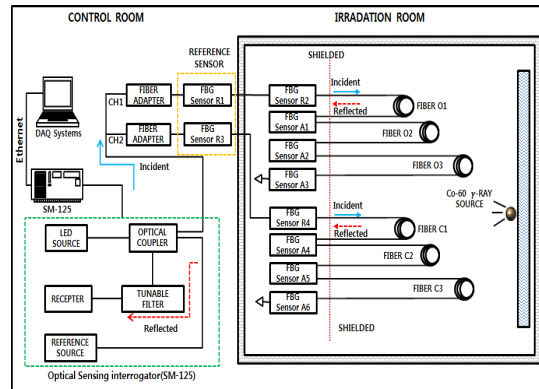 CONTROL ROOM
IRRADATION ROOM
REFERENCE
SENSOR
SHIELDED
CH1
FIBER
ADAPTER
FBG
Sensor R1
FBG
Sensor R2
Incident
Reflected
FIBER O1
DAQ Systems
Ethernet
CH2
FIBER
ADAPTER
FBG
Sensor R3
FBG
Sensor A1
FIBER O2
FBG
Sensor A2
Incident
FIBER O3
FBG
Sensor A3
SM-125
Co-60 γ-RAY
SOURCE
FBG
Sensor R4
Incident
Reflected
FIBER C1
LED
SOURCE
OPTICAL
COUPLER
FBG
Sensor A4
FIBER C2
FBG
Sensor A5
RECEPTER
TUNABLE
FILTER
FIBER C3
FBG
Sensor A6
Reflected
SHIELDED
REFERENCE
SOURCE
Optical Sensing interrogator(SM-125)